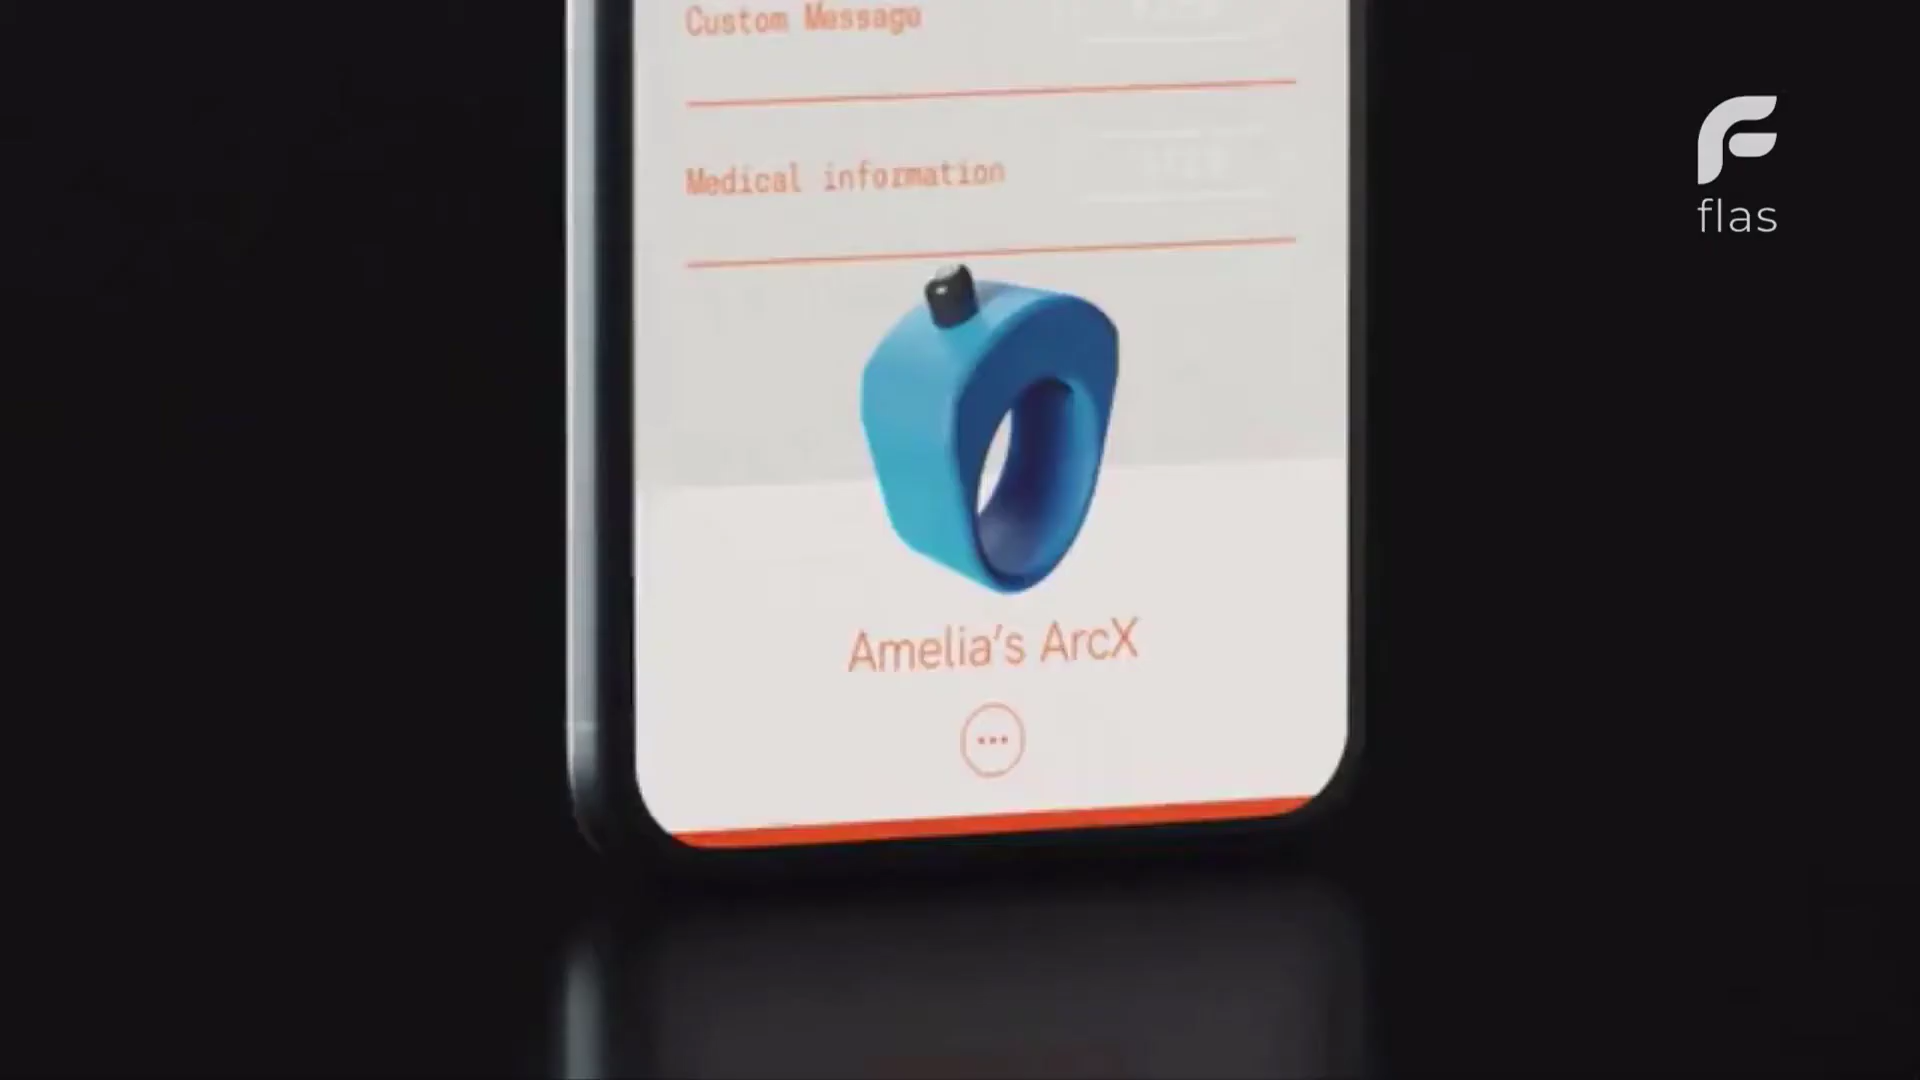 Custom Message
Medical information
Amelia's ArcX
flas